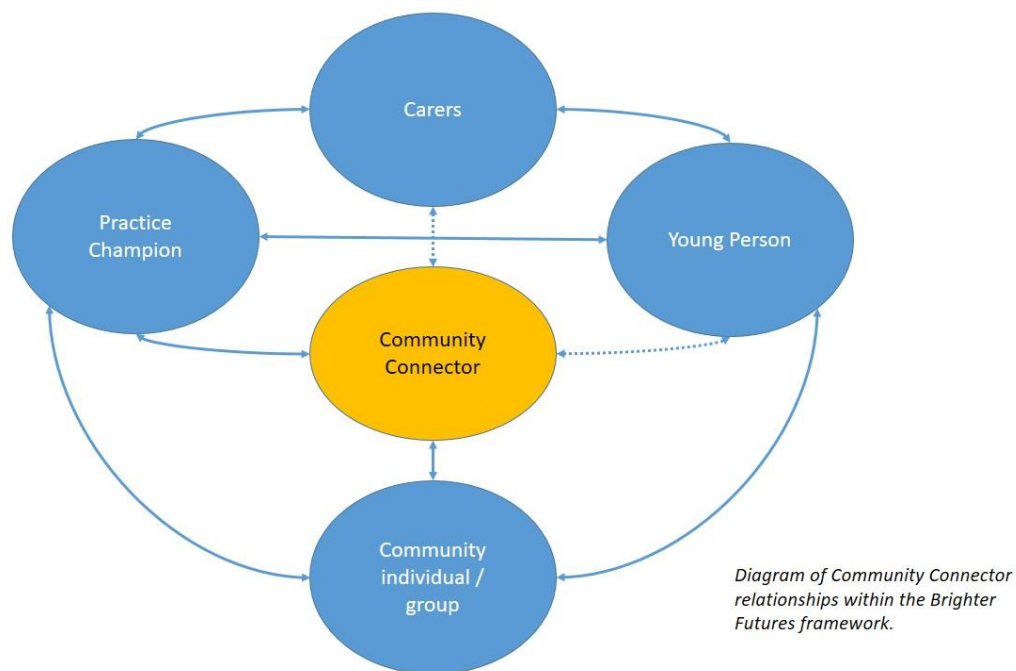 Carers
Practice
Champion
Young Person
Community
Connector
Community
individual /
group
Diagram of Community Connector
relationships within the Brighter
Futures framework.